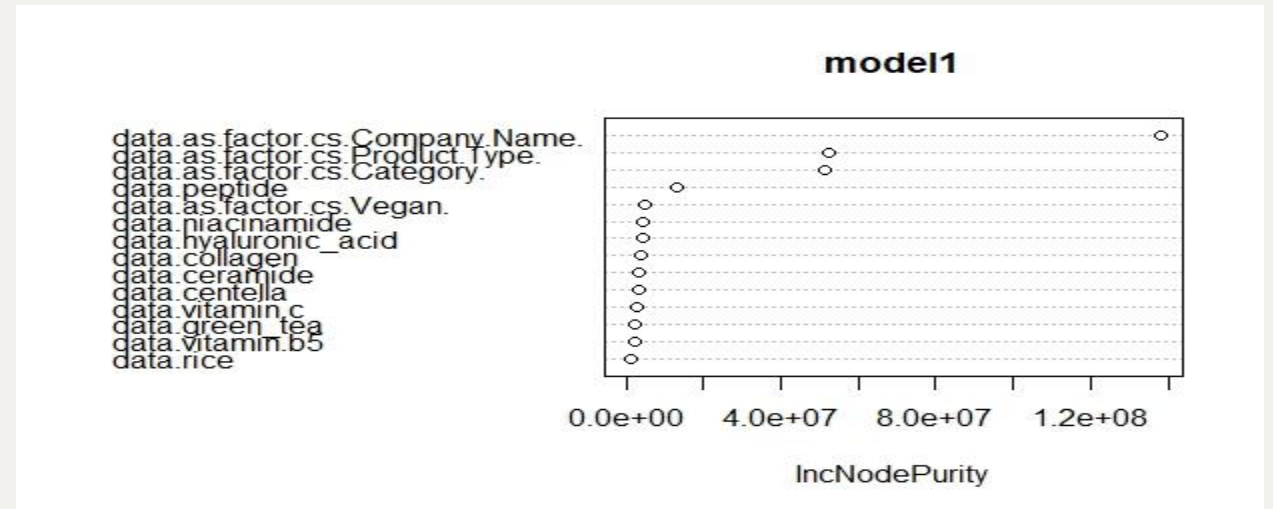 model1
data.as.factor.cs.Company.Name.
data.as.factor.cs.Product.Type.
data.as.factor.cs.Category.
data.peptide
data.as.factor.cs.Vegan.
data.niacinamide
data.hyaluronic_acid
data.collagen
data.ceramide
data.centella
data.vitamin.c
data.green_tea
data.vitamin.b5
data.rice
0.0e+00 4.0e+07 8.0e+07 1.2e+08
IncNodePurity